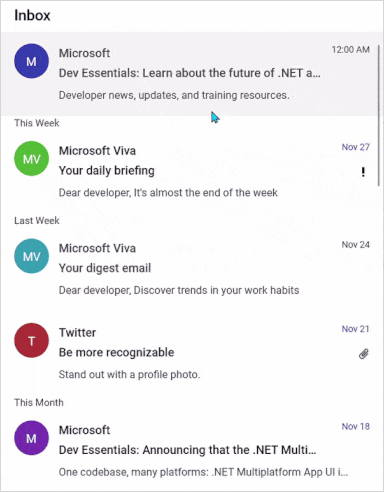 Inbox
M
Microsoft
12:00 AM
Dev Essentials: Learn about the future of .NET a...
Developer news, updates, and training resources.
This Week
MV
Microsoft Viva
Nov 27
Your daily briefing
!
Dear developer, It's almost the end of the week
Last Week
MV
Microsoft Viva
Nov 24
Your digest email
Dear developer, Discover trends in your work habits
T
Twitter
Nov 21
Be more recognizable
Stand out with a profile photo.
This Month
M
Microsoft
Nov 18
Dev Essentials: Announcing that the .NET Multi...
One codebase, many platforms: .NET Multiplatform App UI i...